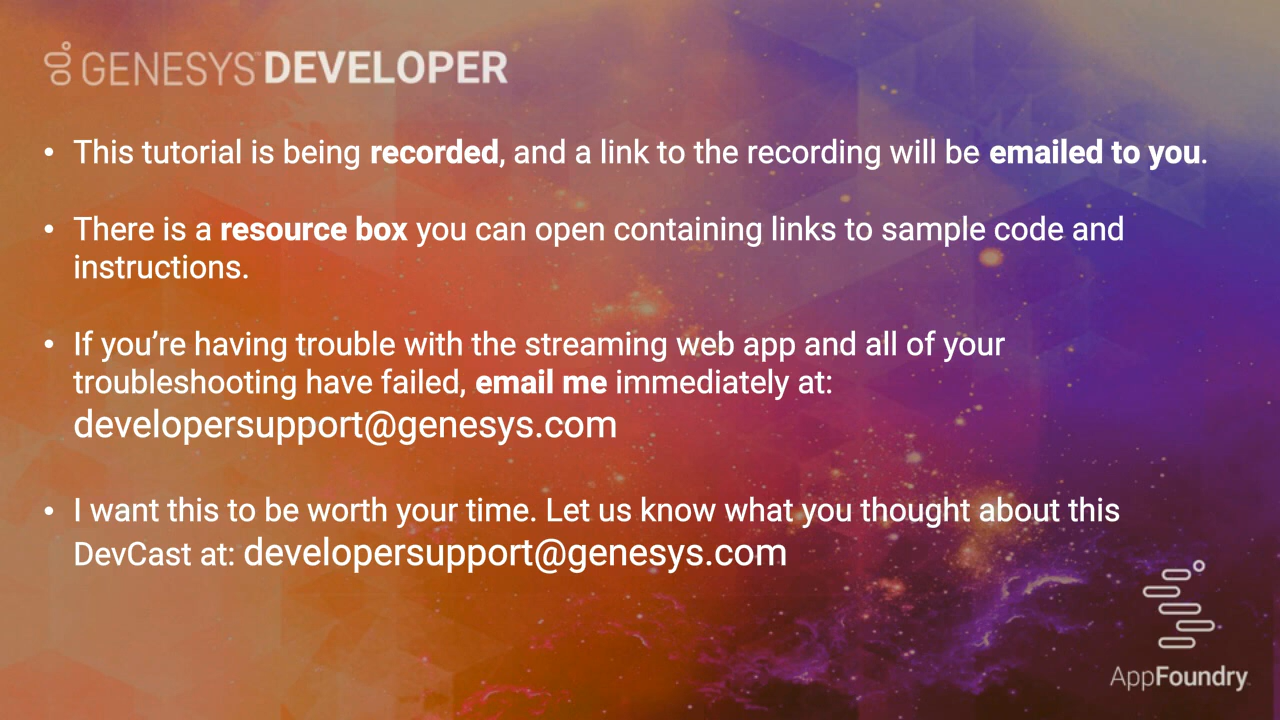 GENESYS™DEVELOPER
• This tutorial is being recorded, and a link to the recording will be emailed to you.
• There is a resource box you can open containing links to sample code and
instructions.
• If you’re having trouble with the streaming web app and all of your
troubleshooting have failed, email me immediately at:
developersupport@genesys.com
• I want this to be worth your time. Let us know what you thought about this
DevCast at: developersupport@genesys.com
AppFoundry™